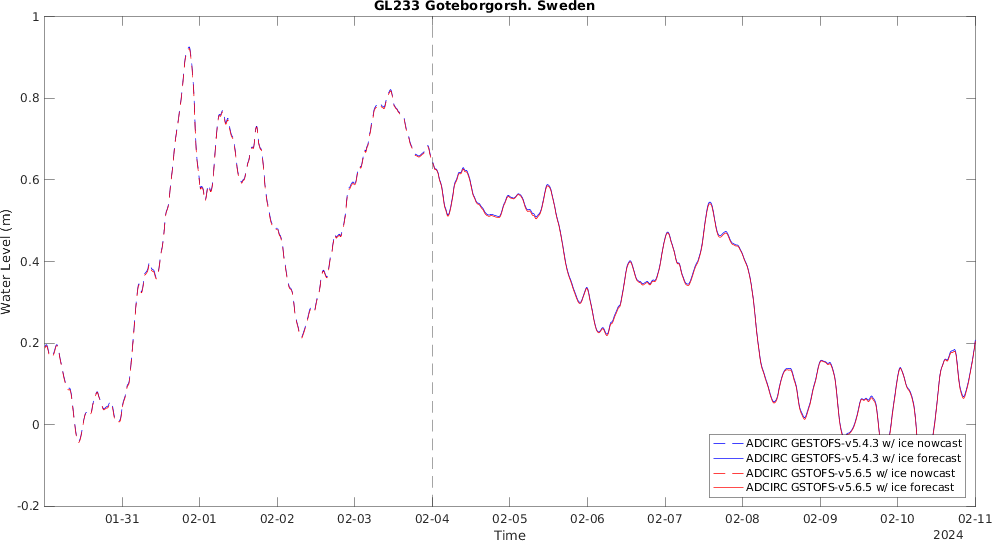 GL233 Goteborgorsh. Sweden
Water Level (m)
1
0.8
0.6
0.4
0.2
0
-0.2
01-31 02-01 02-02 02-03 02-04 02-05 02-06 02-07 02-08 02-09 02-10 02-11
Time
2024
ADCIRC GESTOFS-v5.4.3 w/ ice nowcast
ADCIRC GESTOFS-v5.4.3 w/ ice forecast
ADCIRC GSTOFS-v5.6.5 w/ ice nowcast
ADCIRC GSTOFS-v5.6.5 w/ ice forecast